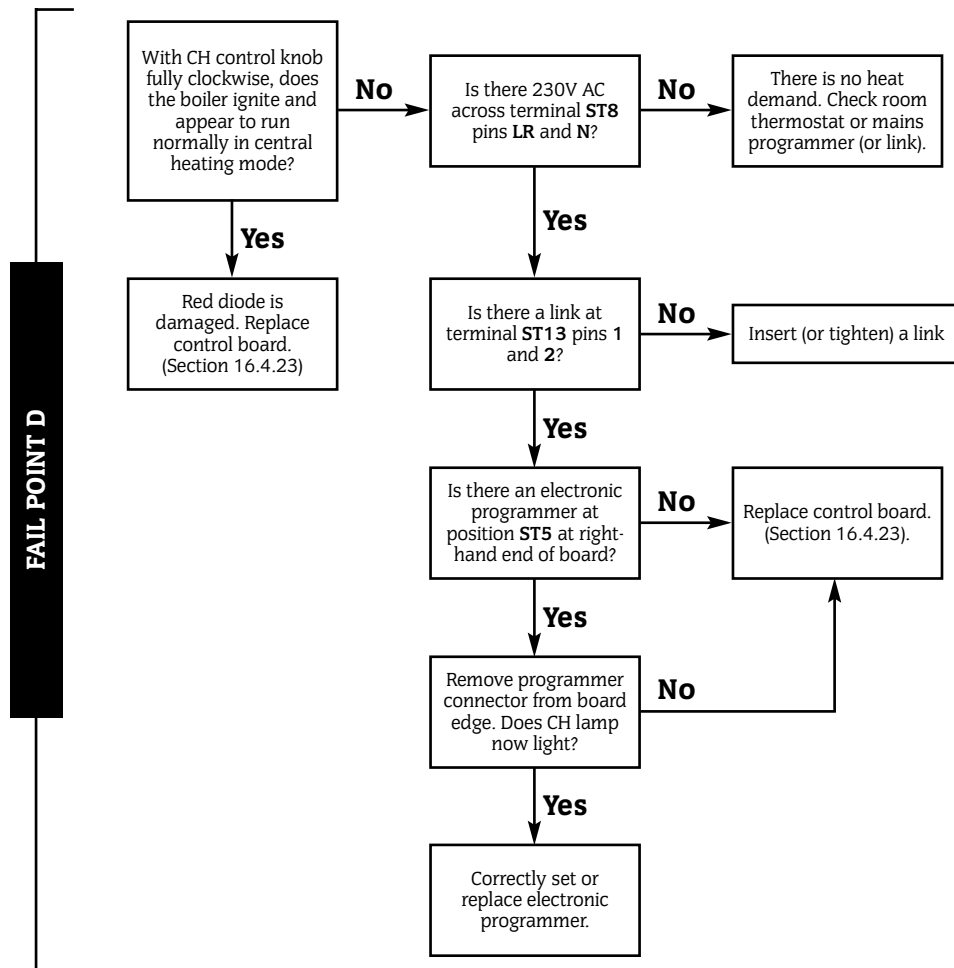 FAIL POINT D
With CH control knob
fully clockwise, does
the boiler ignite and
appear to run
normally in central
heating mode?
No
Is there 230V AC
across terminal ST8
pins LR and N?
No
There is no heat
demand. Check room
thermostat or mains
programmer (or link).
Yes
Red diode is
damaged. Replace
control board.
(Section 16.4.23)
Yes
Is there a link at
terminal ST13 pins 1
and 2?
No
Insert (or tighten) a link
Yes
Is there an electronic
programmer at
position ST5 at right-
hand end of board?
No
Replace control board.
(Section 16.4.23).
Yes
Remove programmer
connector from board
edge. Does CH lamp
now light?
No
Yes
Correctly set or
replace electronic
programmer.